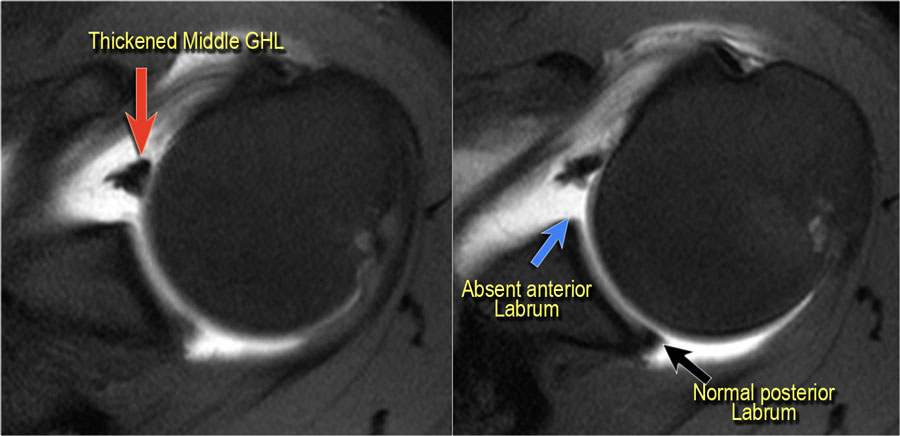 Thickened Middle GHL
Absent anterior
Labrum
Normal posterior
Labrum